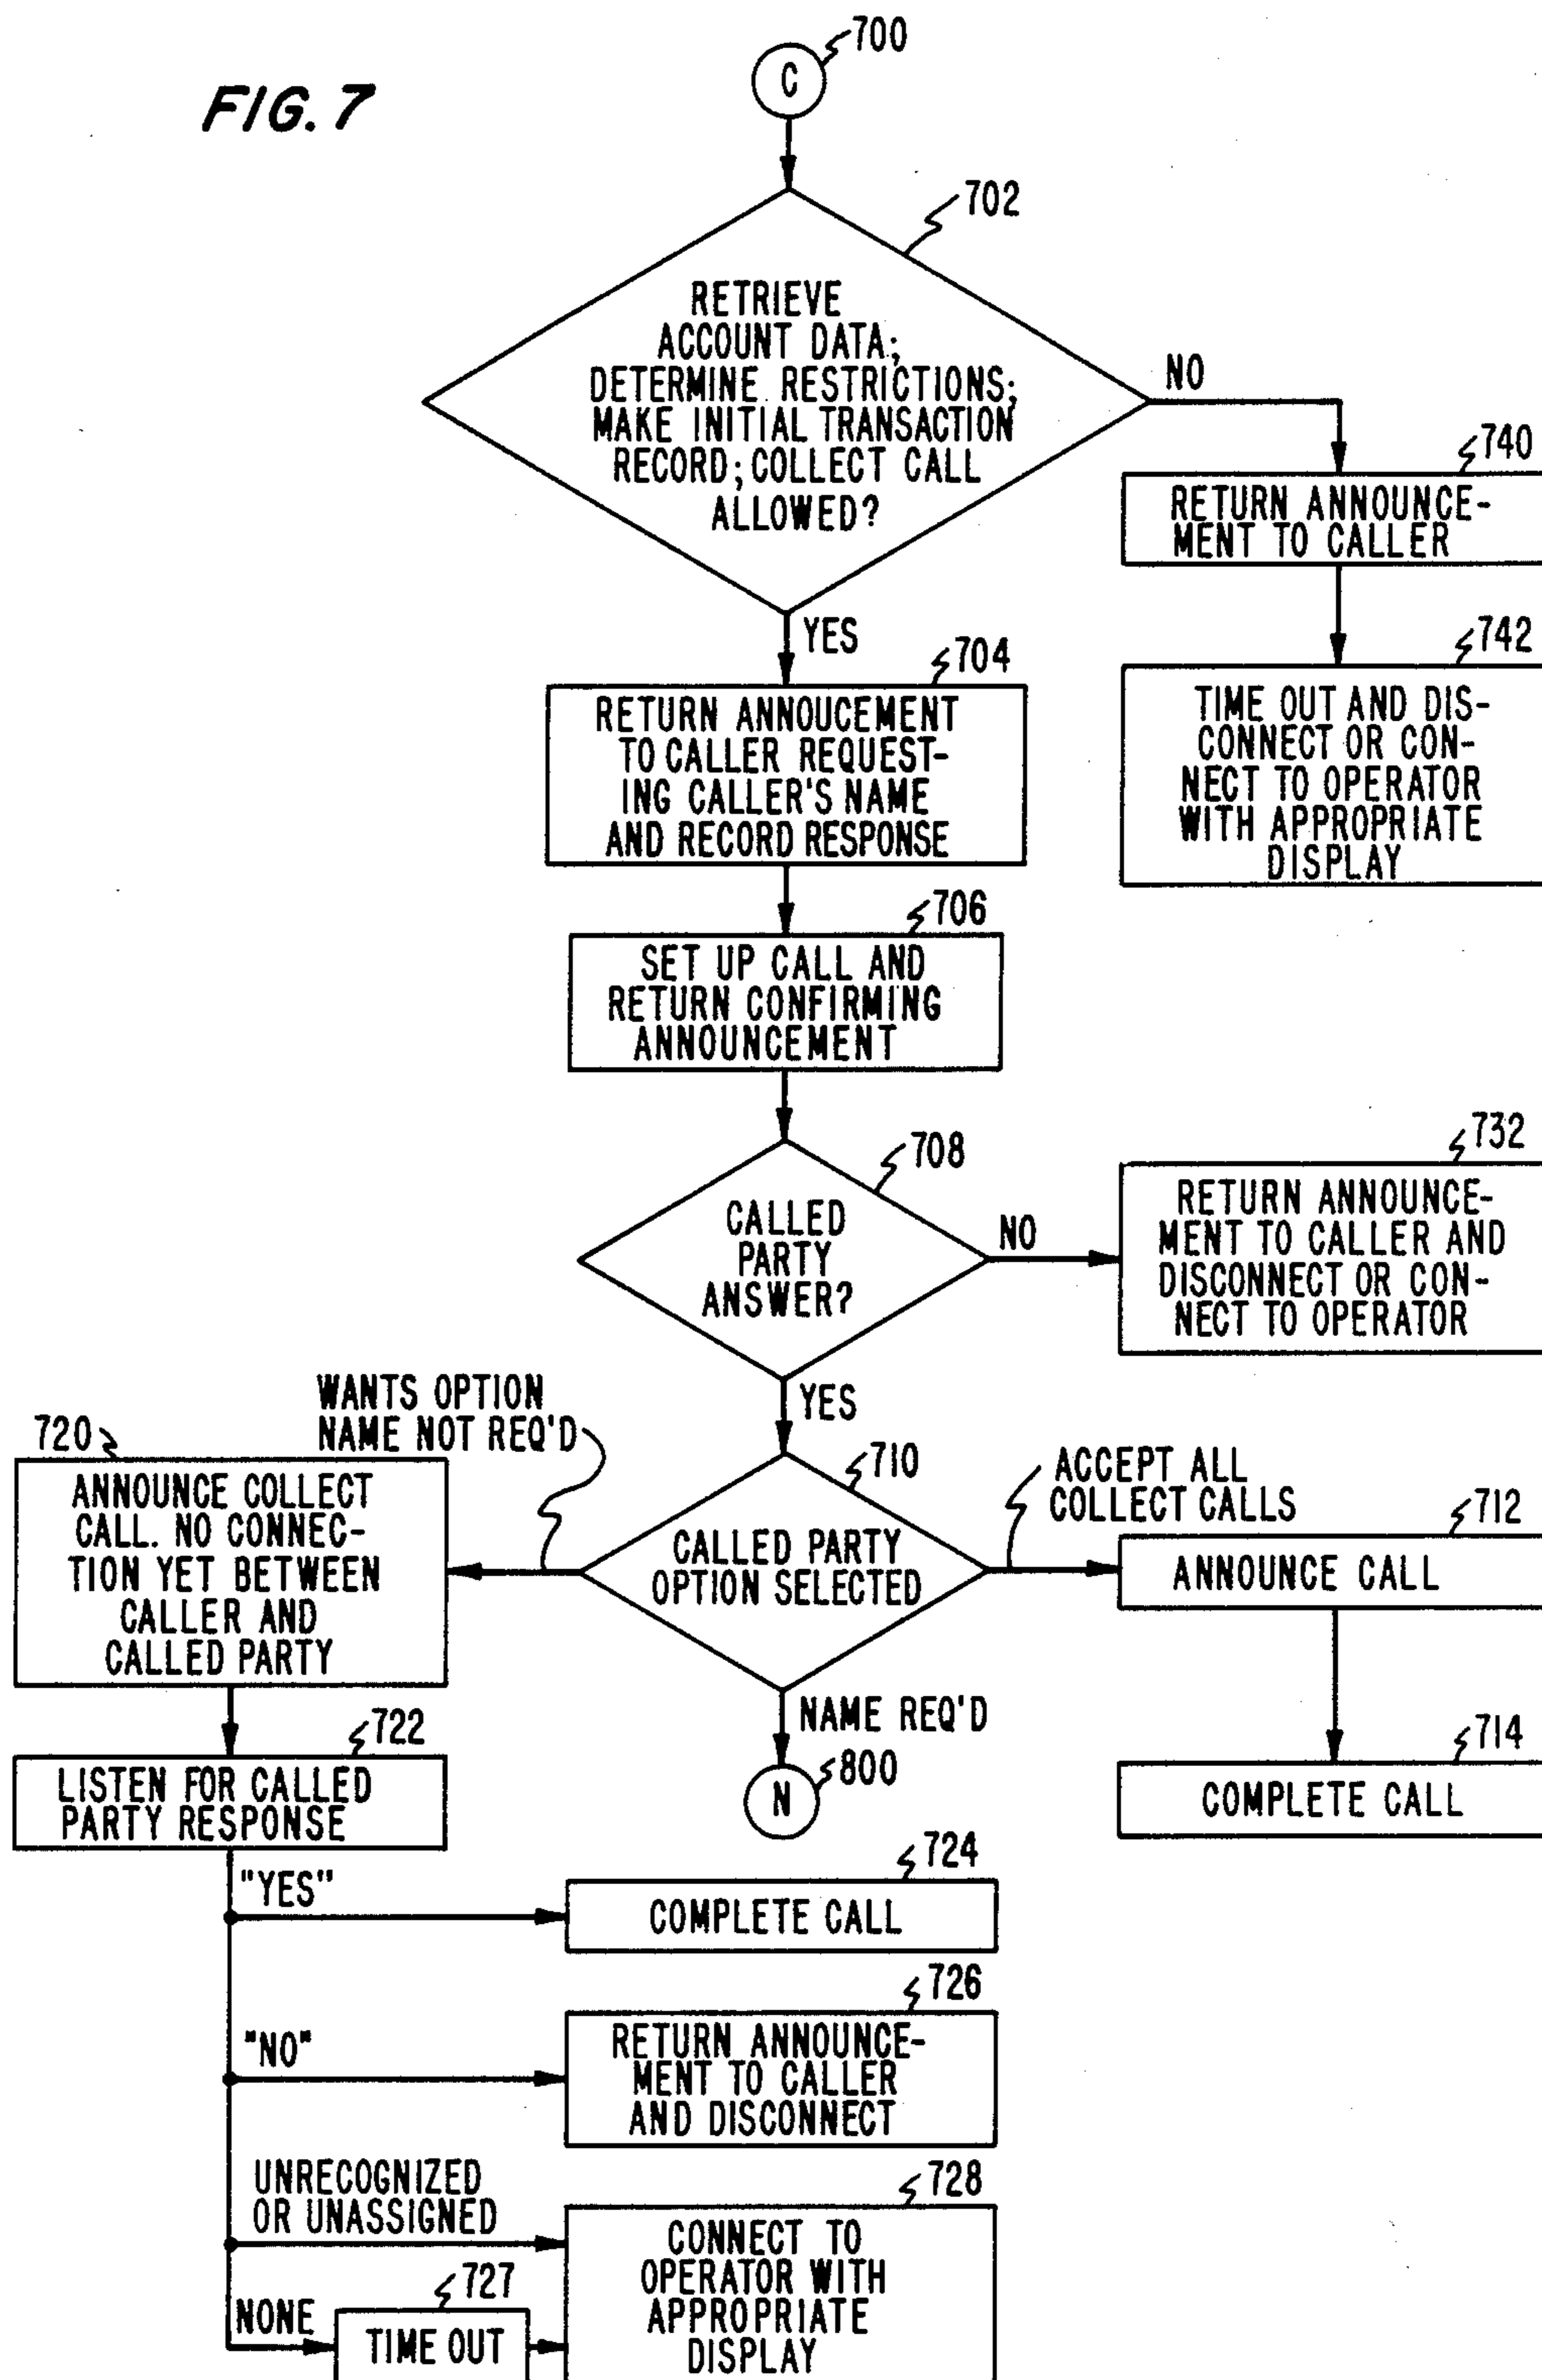 FIG. 7
700
C
702
RETRIEVE
ACCOUNT DATA;
DETERMINE RESTRICTIONS;
MAKE INITIAL TRANSACTION
RECORD; COLLECT CALL
ALLOWED?
NO
740
RETURN ANNOUNCE-
MENT TO CALLER
742
TIME OUT AND DIS-
CONNECT OR CON-
NECT TO OPERATOR
WITH APPROPRIATE
DISPLAY
YES
704
RETURN ANNOUCEMENT
TO CALLER REQUEST-
ING CALLER'S NAME
AND RECORD RESPONSE
706
SET UP CALL AND
RETURN CONFIRMING
ANNOUNCEMENT
708
CALLED
PARTY
ANSWER?
NO
732
RETURN ANNOUNCE-
MENT TO CALLER AND
DISCONNECT OR CON-
NECT TO OPERATOR
YES
WANTS OPTION
NAME NOT REQ'D
710
CALLED PARTY
OPTION SELECTED
ACCEPT ALL
COLLECT CALLS
712
ANNOUNCE CALL
714
COMPLETE CALL
NAME REQ'D
800
N
720
ANNOUNCE COLLECT
CALL. NO CONNEC-
TION YET BETWEEN
CALLER AND
CALLED PARTY
722
LISTEN FOR CALLED
PARTY RESPONSE
"YES"
724
COMPLETE CALL
"NO"
726
RETURN ANNOUNCE-
MENT TO CALLER
AND DISCONNECT
UNRECOGNIZED
OR UNASSIGNED
728
CONNECT TO
OPERATOR WITH
APPROPRIATE
DISPLAY
NONE
727
TIME OUT